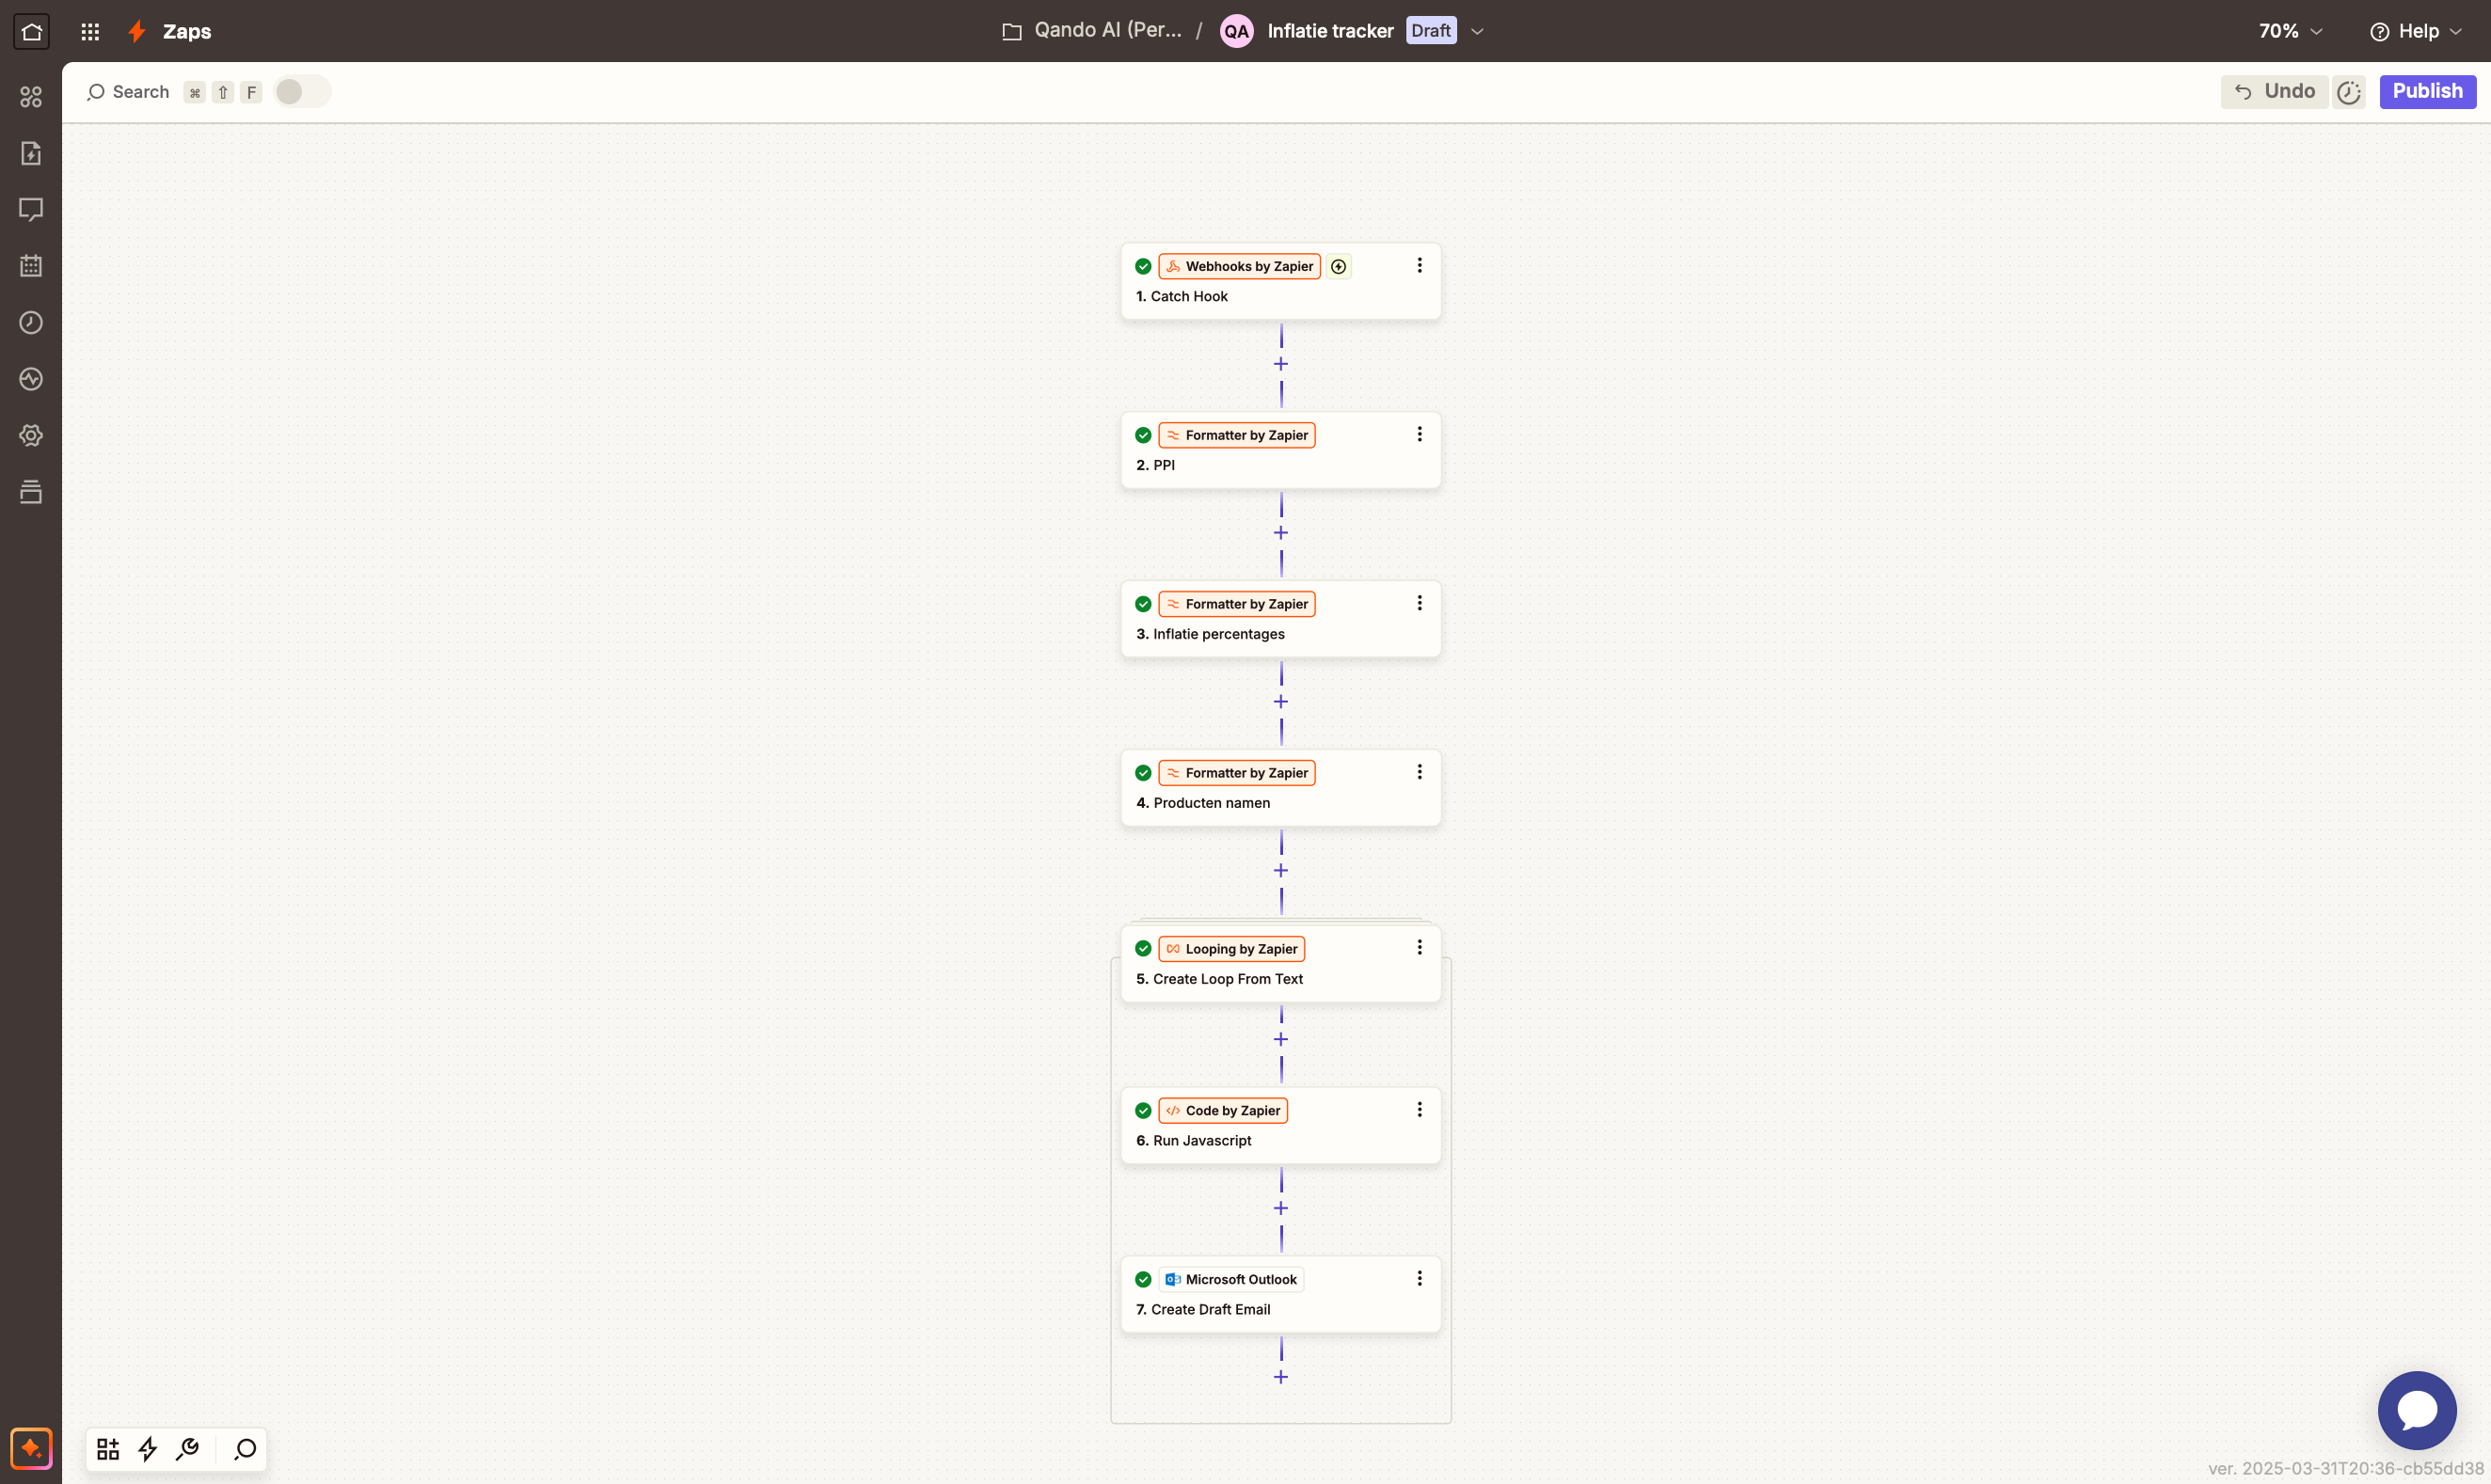 Zaps
Qando AI (Per... / QA Inflatie tracker Draft
70%
Help
Search ⌘ ⇧ F
Undo
Publish
Webhooks by Zapier
1. Catch Hook
Formatter by Zapier
2. PPI
Formatter by Zapier
3. Inflatie percentages
Formatter by Zapier
4. Producten namen
Looping by Zapier
5. Create Loop From Text
Code by Zapier
6. Run Javascript
Microsoft Outlook
7. Create Draft Email
ver. 2025-03-31T20:36-cb55dd38